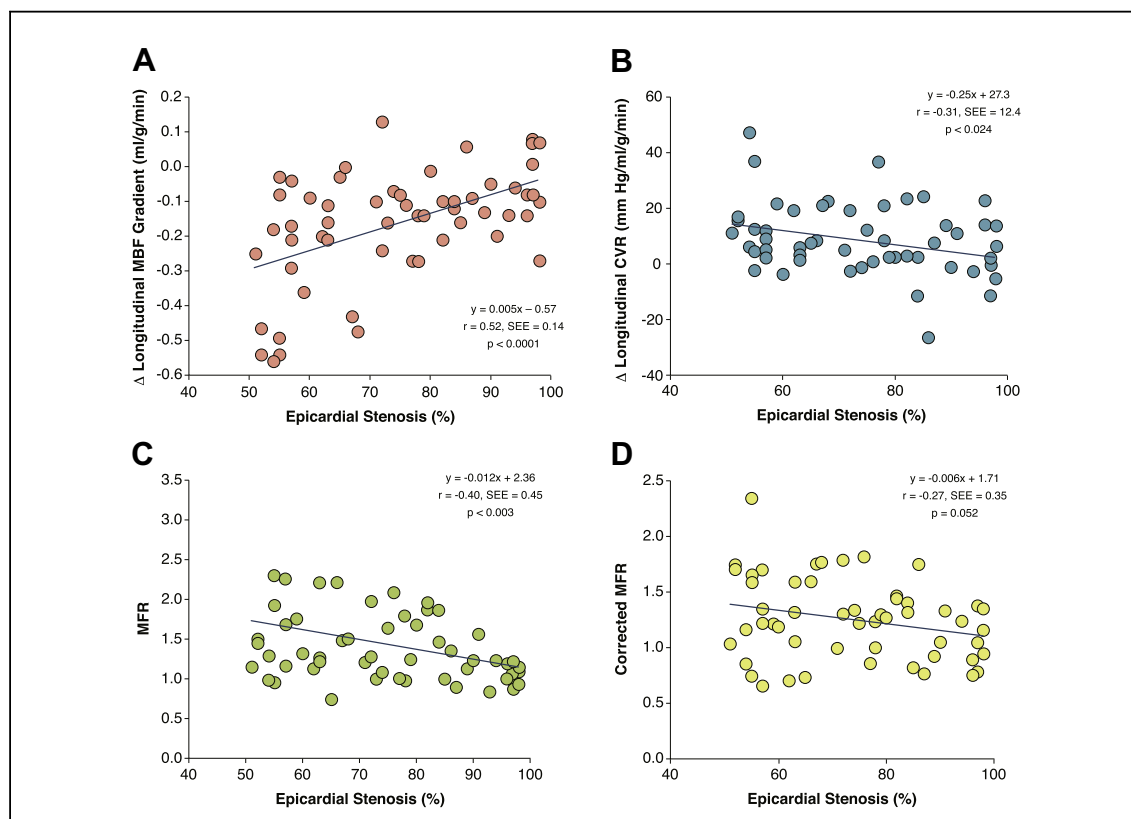 A
Δ Longitudinal MBF Gradient (ml/g/min)
0.2
0.1
0.0
-0.1
-0.2
-0.3
-0.4
-0.5
-0.6
y = 0.005x – 0.57
r = 0.52, SEE = 0.14
p < 0.0001
40 50 60 70 80 90 100
Epicardial Stenosis (%)
B
Δ Longitudinal CVR (mm Hg/ml/g/min)
60
40
20
0
-20
-40
y = -0.25x + 27.3
r = -0.31, SEE = 12.4
p < 0.024
40 60 80 100
Epicardial Stenosis (%)
C
MFR
3.5
3.0
2.5
2.0
1.5
1.0
0.5
0.0
y = -0.012x + 2.36
r = -0.40, SEE = 0.45
p < 0.003
40 50 60 70 80 90 100
Epicardial Stenosis (%)
D
Corrected MFR
2.5
2.0
1.5
1.0
0.5
0.0
y = -0.006x + 1.71
r = -0.27, SEE = 0.35
p = 0.052
40 60 80 100
Epicardial Stenosis (%)